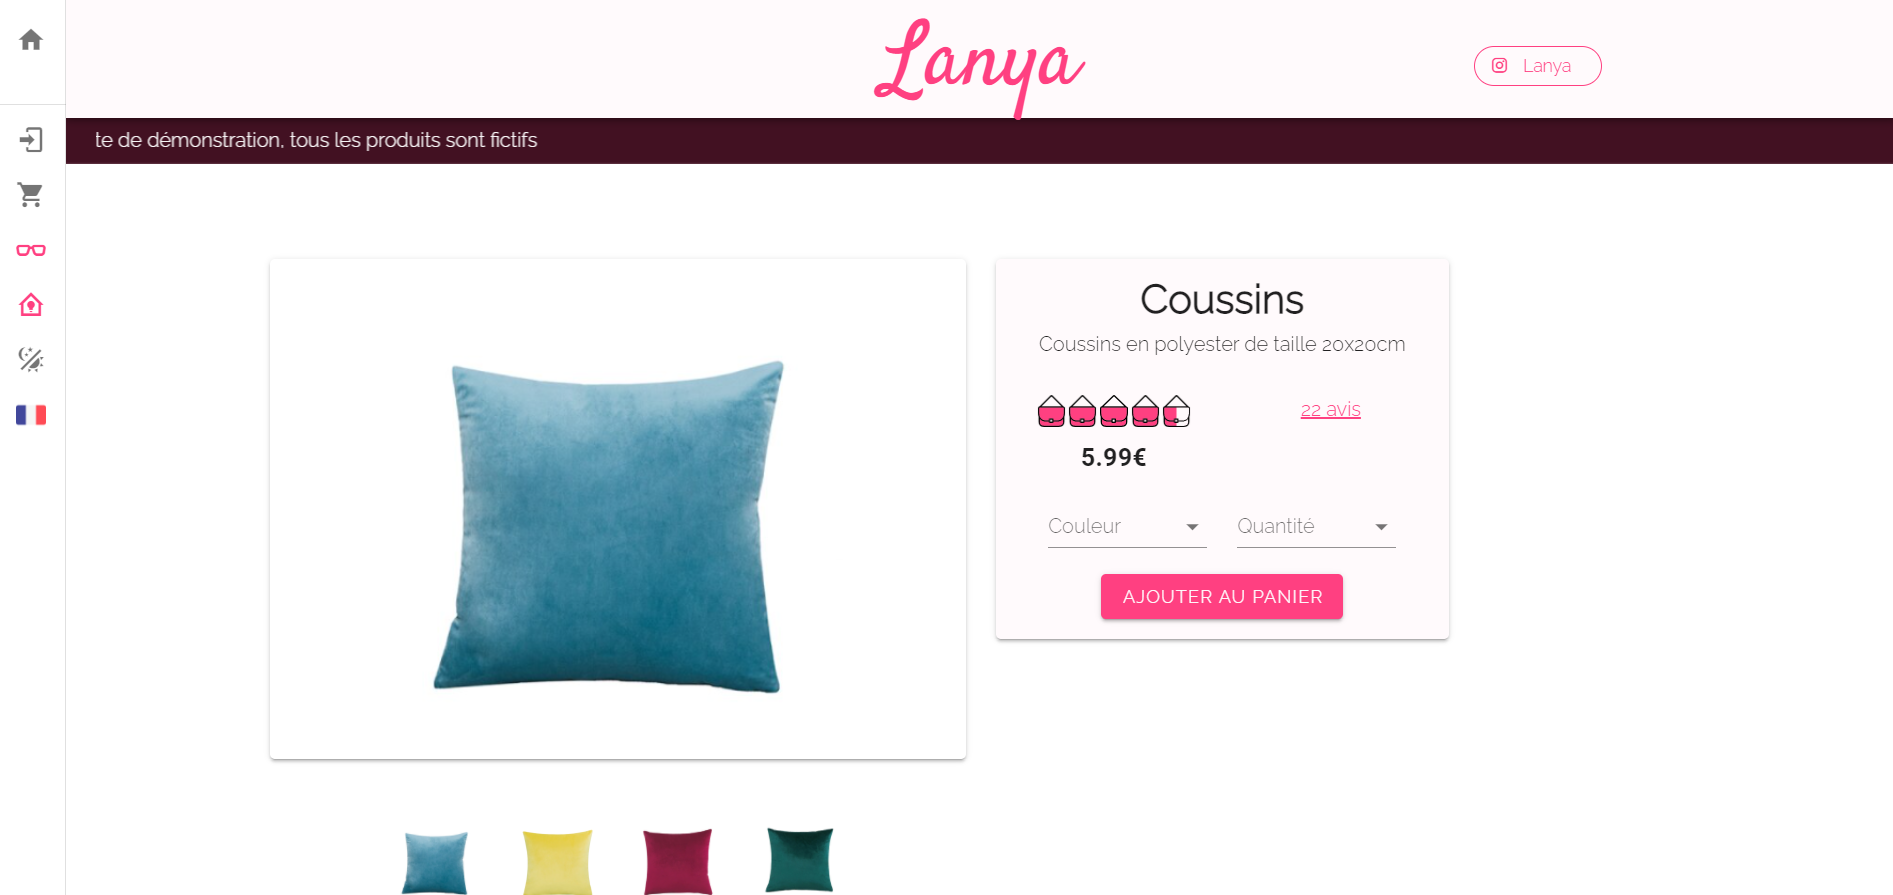 Lanya
Lanya
te de démonstration, tous les produits sont fictifs
Coussins
Coussins en polyester de taille 20x20cm
22 avis
5.99€
Couleur
Quantité
AJOUTER AU PANIER